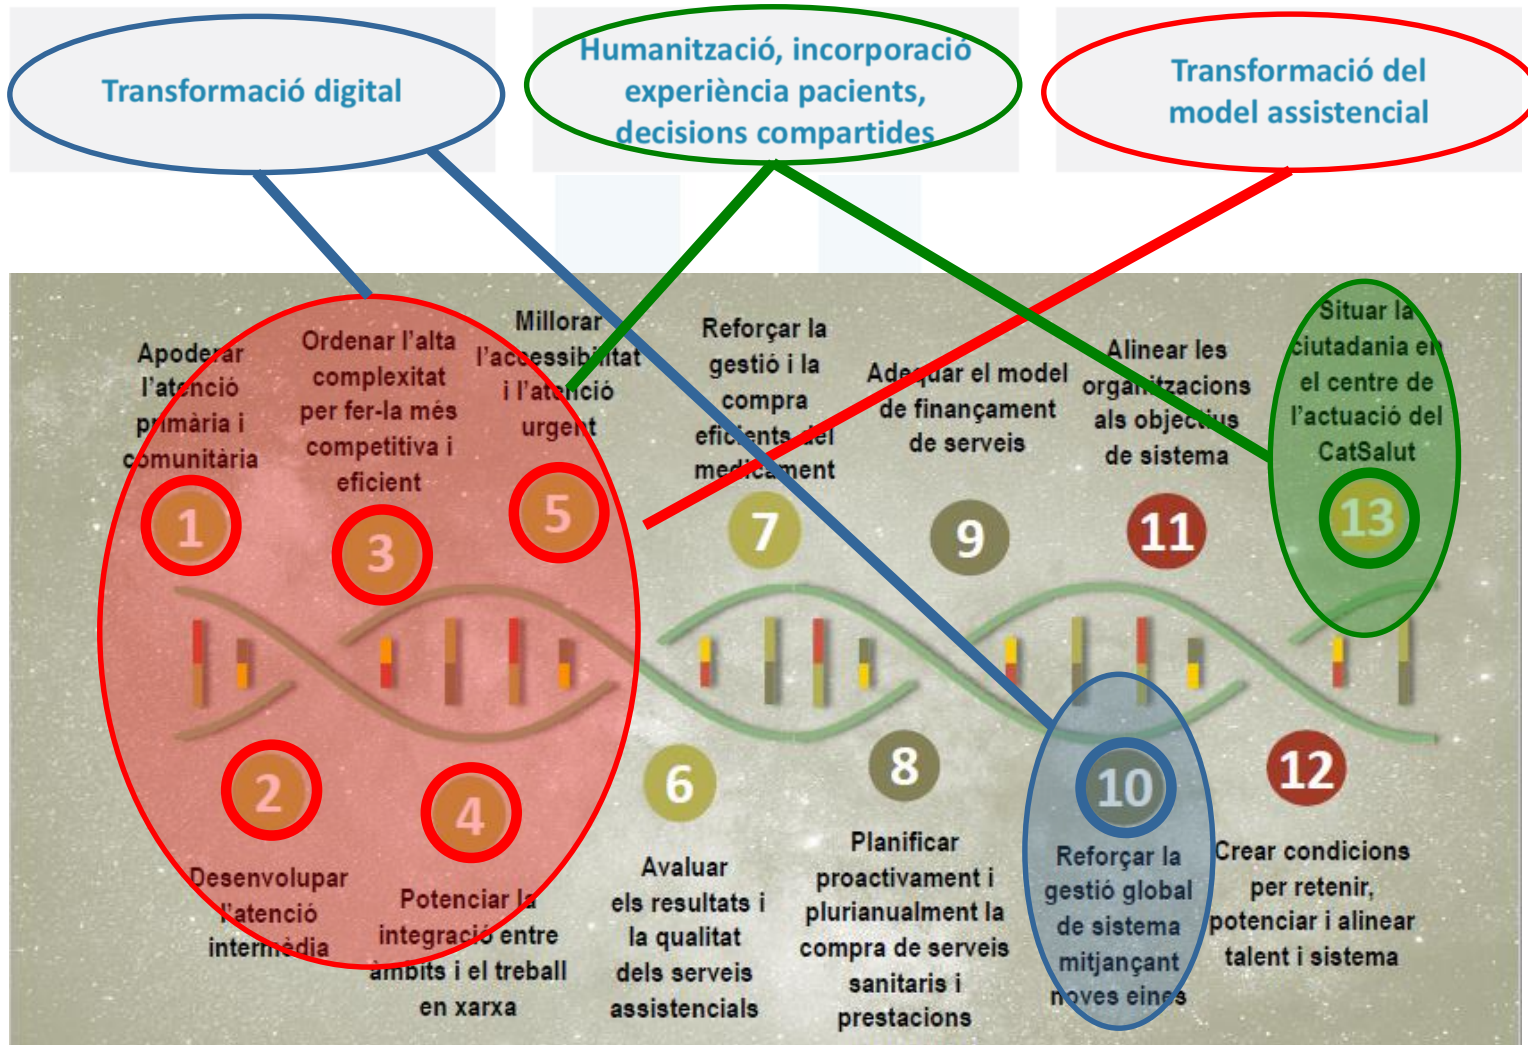 Transformació digital
Humanització, incorporació
experiència pacients,
decisions compartides
Transformació del
model assistencial
Apoderar
l'atenció
primària i
comunitària
1
Ordenar l'alta
complexitat
per fer-la més
competitiva i
eficient
3
Millorar
l'accessibilitat
i l'atenció
urgent
5
Reforçar la
gestió i la
compra
eficients del
medicament
7
Adequar el model
de finançament
de serveis
9
Alinear les
organitzacions
als objectius
de sistema
11
Situar la
ciutadania en
el centre de
l'actuació del
CatSalut
13
2
Desenvolupar
l'atenció
intermèdia
4
Potenciar la
integració entre
àmbits i el treball
en xarxa
6
Avaluar
els resultats i
la qualitat
dels serveis
assistencials
8
Planificar
proactivament i
plurianualment la
compra de serveis
sanitaris i
prestacions
10
Reforçar la
gestió global
de sistema
mitjançant
noves eines
12
Crear condicions
per retenir,
potenciar i alinear
talent i sistema